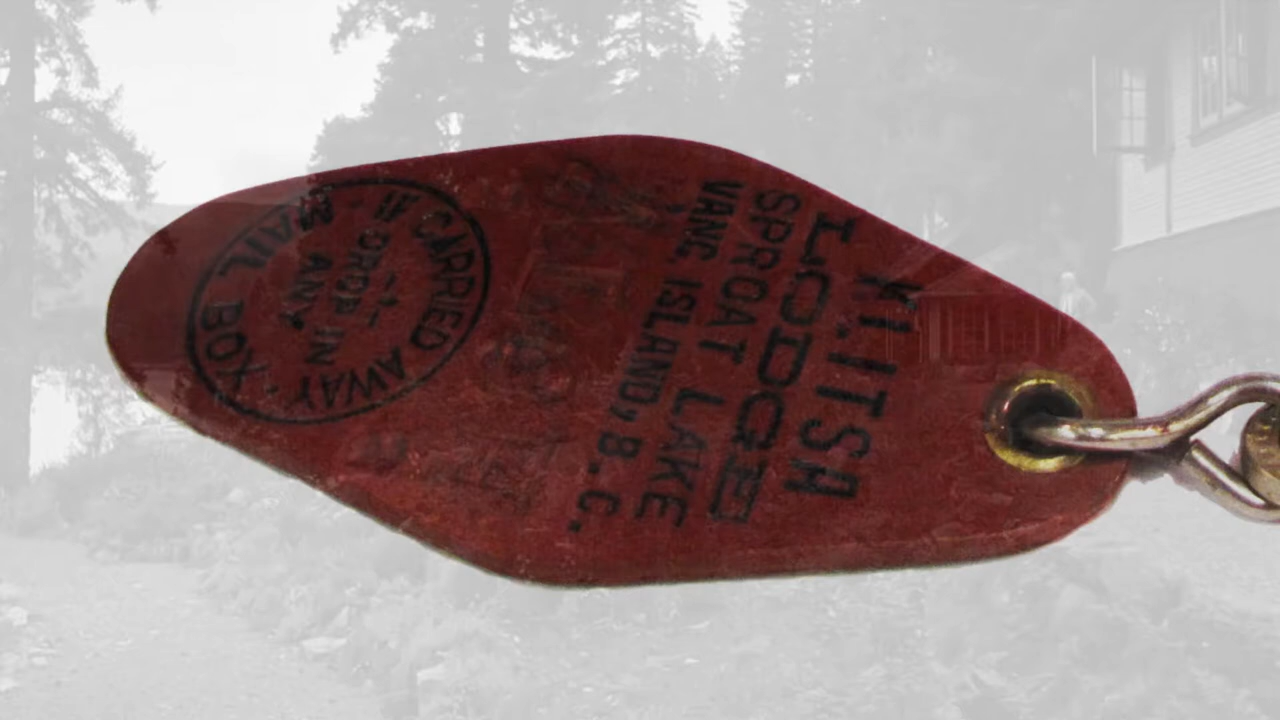 KLITSA
LODGE
SPROAT LAKE
VANC. ISLAND, B.C.
IF CARRIED AWAY
DROP IN
ANY
MAIL BOX